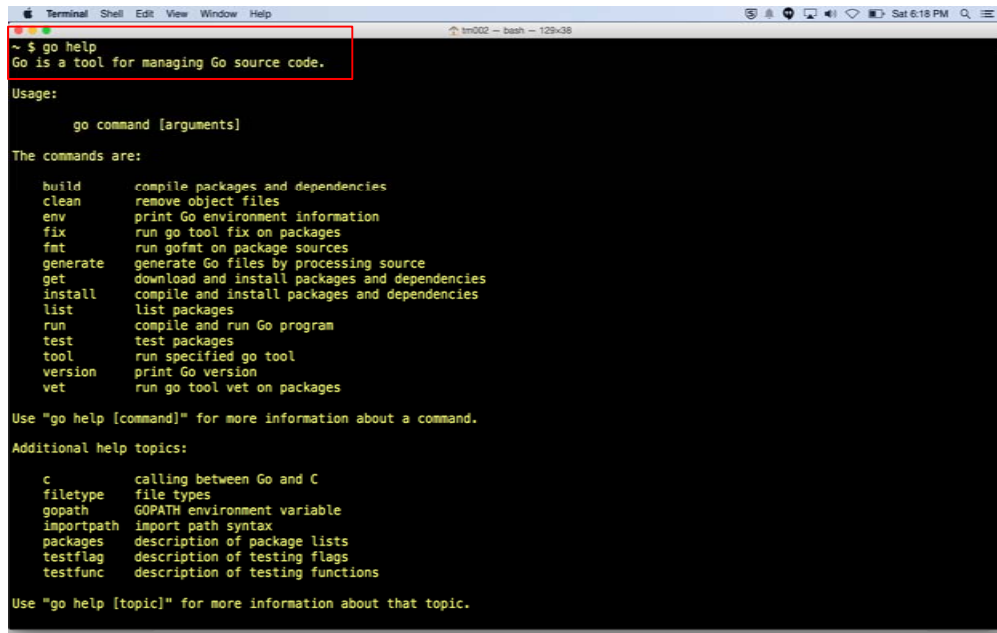 Terminal Shell Edit View Window Help
Sat 6:18 PM
tm002 — bash — 129×38
~ $ go help
Go is a tool for managing Go source code.
Usage:
go command [arguments]
The commands are:
build compile packages and dependencies
clean remove object files
env print Go environment information
fix run go tool fix on packages
fmt run gofmt on package sources
generate generate Go files by processing source
get download and install packages and dependencies
install compile and install packages and dependencies
list list packages
run compile and run Go program
test test packages
tool run specified go tool
version print Go version
vet run go tool vet on packages
Use "go help [command]" for more information about a command.
Additional help topics:
c calling between Go and C
filetype file types
gopath GOPATH environment variable
importpath import path syntax
packages description of package lists
testflag description of testing flags
testfunc description of testing functions
Use "go help [topic]" for more information about that topic.